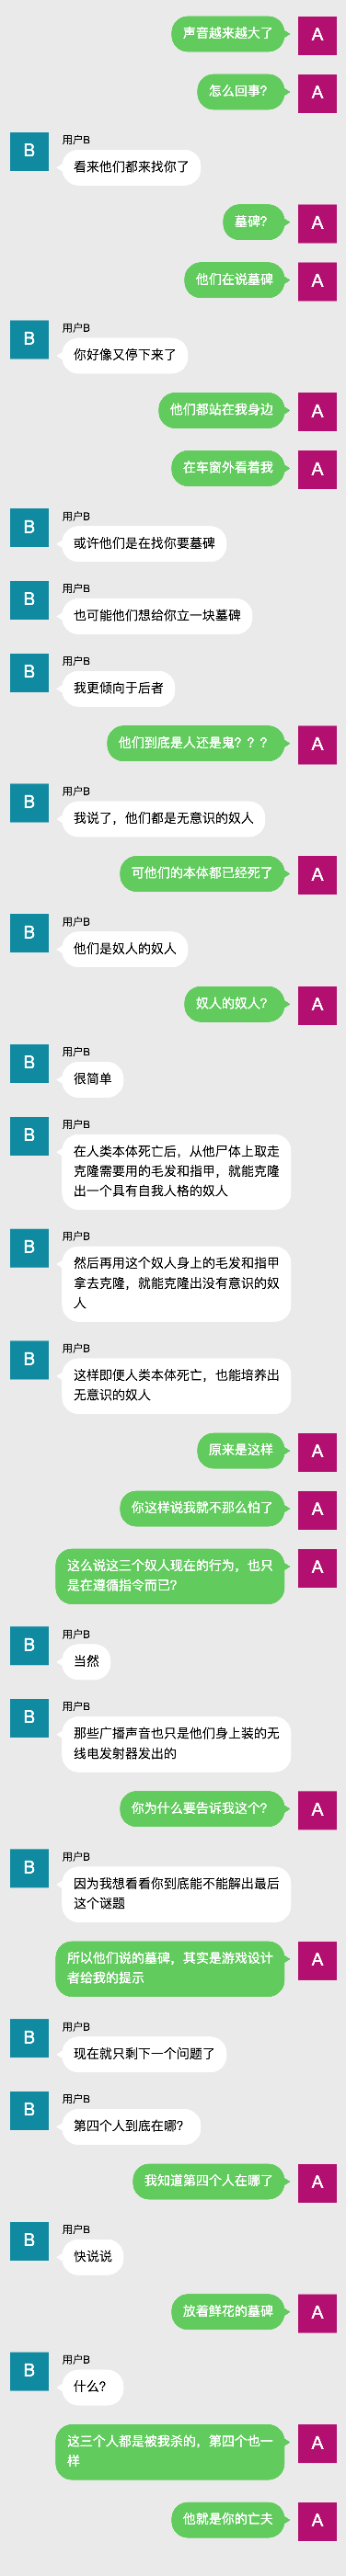 声音越来越大了
A
怎么回事？
A
B
用户B
看来他们都来找你了
墓碑？
A
他们在说墓碑
A
B
用户B
你好像又停下来了
他们都站在我身边
A
在车窗外看着我
A
B
用户B
或许他们是在找你要墓碑
B
用户B
也可能他们想给你立一块墓碑
B
用户B
我更倾向于后者
他们到底是人还是鬼？？？
A
B
用户B
我说了，他们都是无意识的奴人
可他们的本体都已经死了
A
B
用户B
他们是奴人的奴人
奴人的奴人？
A
B
用户B
很简单
B
用户B
在人类本体死亡后，从他尸体上取走
克隆需要用的毛发和指甲，就能克隆
出一个具有自我人格的奴人
B
用户B
然后再用这个奴人身上的毛发和指甲
拿去克隆，就能克隆出没有意识的奴
人
B
用户B
这样即便人类本体死亡，也能培养出
无意识的奴人
原来是这样
A
你这样说我就不那么怕了
A
这么说这三个奴人现在的行为，也只
是在遵循指令而已？
A
B
用户B
当然
B
用户B
那些广播声音也只是他们身上装的无
线电发射器发出的
你为什么要告诉我这个？
A
B
用户B
因为我想看看你到底能不能解出最后
这个谜题
所以他们说的墓碑，其实是游戏设计
者给我的提示
A
B
用户B
现在就只剩下一个问题了
B
用户B
第四个人到底在哪？
我知道第四个人在哪了
A
B
用户B
快说说
放着鲜花的墓碑
A
B
用户B
什么？
这三个人都是被我杀的，第四个也一
样
A
他就是你的亡夫
A